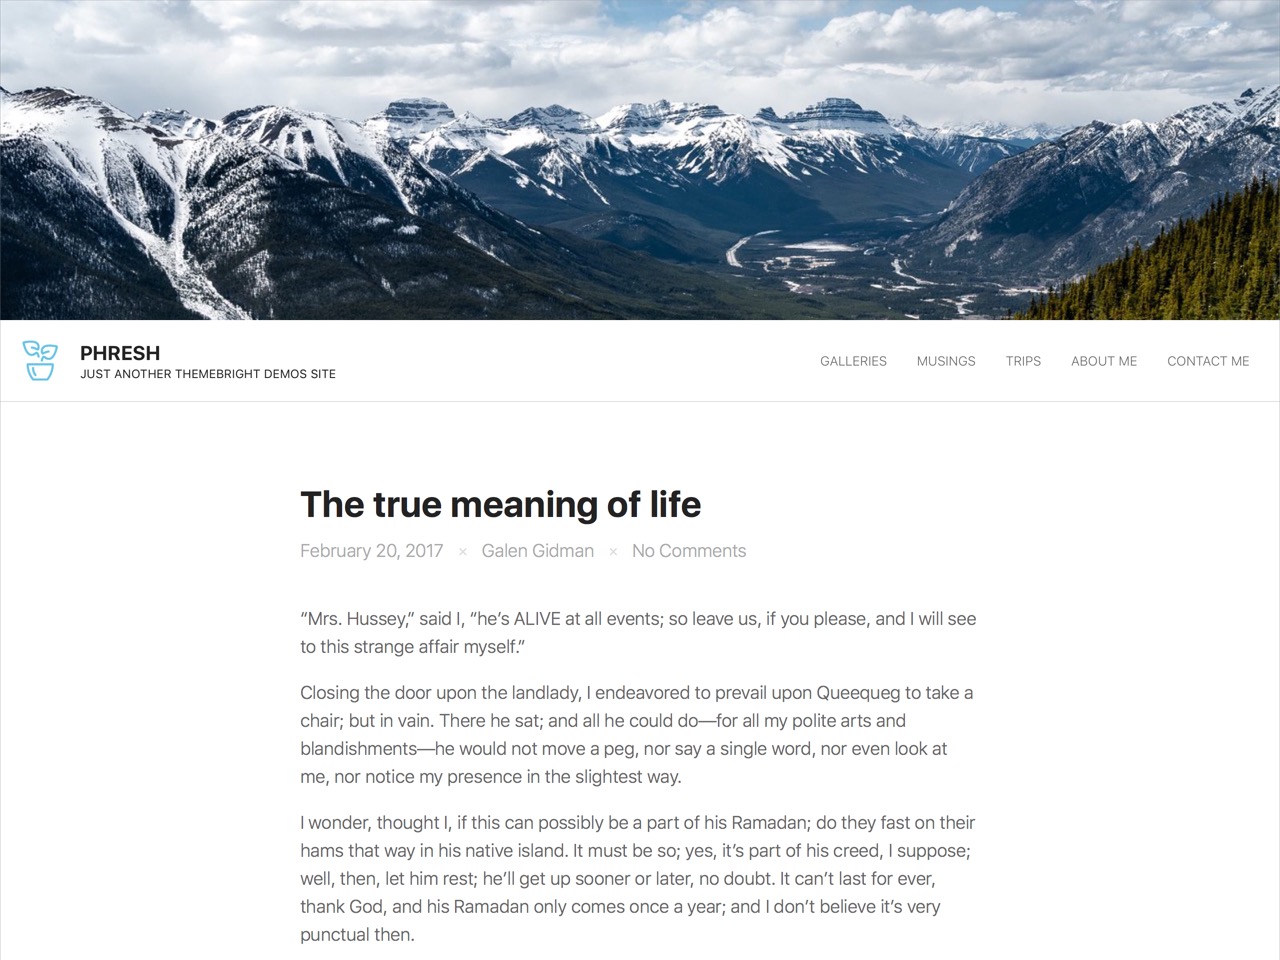 PHRESH
JUST ANOTHER THEMEBRIGHT DEMOS SITE
GALLERIES MUSINGS TRIPS ABOUT ME CONTACT ME
The true meaning of life
February 20, 2017 × Galen Gidman × No Comments
“Mrs. Hussey,” said I, “he’s ALIVE at all events; so leave us, if you please, and I will see
to this strange affair myself.”
Closing the door upon the landlady, I endeavored to prevail upon Queequeg to take a
chair; but in vain. There he sat; and all he could do—for all my polite arts and
blandishments—he would not move a peg, nor say a single word, nor even look at
me, nor notice my presence in the slightest way.
I wonder, thought I, if this can possibly be a part of his Ramadan; do they fast on their
hams that way in his native island. It must be so; yes, it’s part of his creed, I suppose;
well, then, let him rest; he’ll get up sooner or later, no doubt. It can’t last for ever,
thank God, and his Ramadan only comes once a year; and I don’t believe it’s very
punctual then.